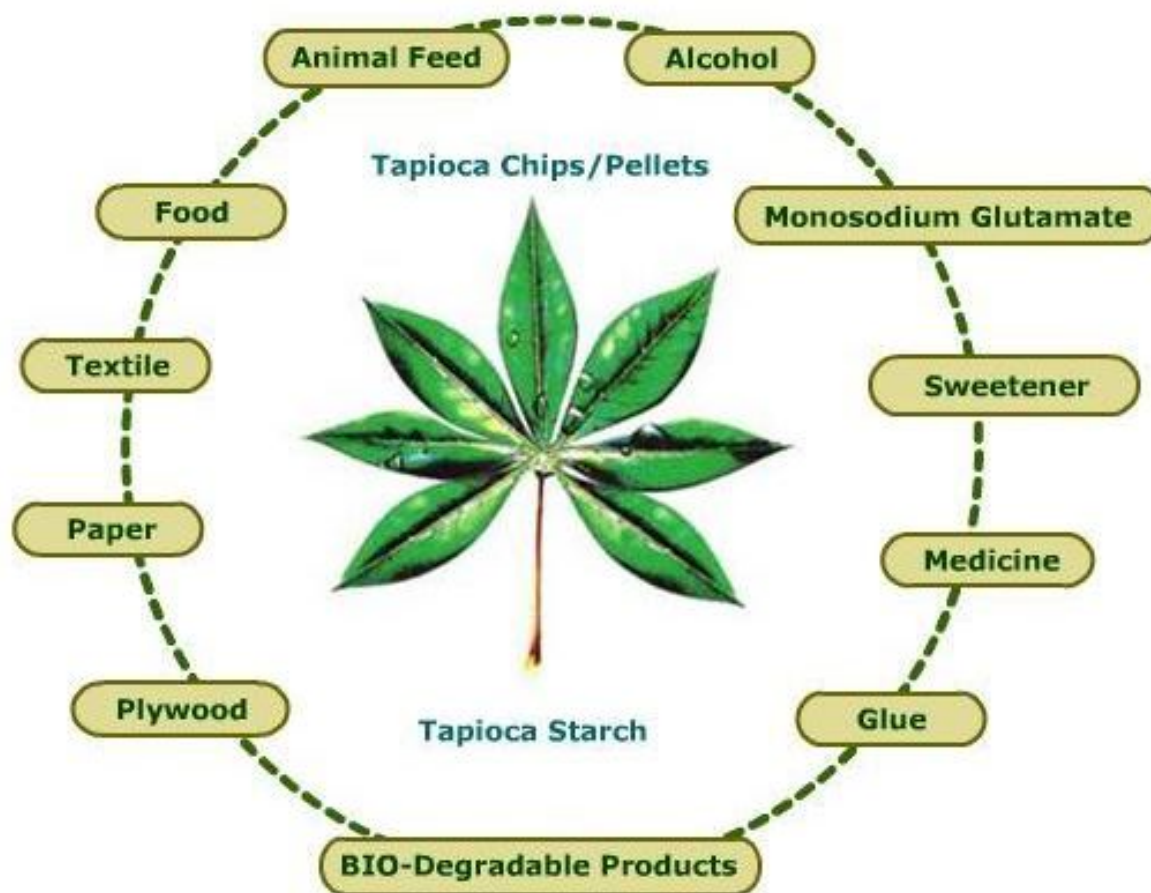 Animal Feed
Alcohol
Tapioca Chips/Pellets
Food
Monosodium Glutamate
Textile
Sweetener
Paper
Medicine
Plywood
Glue
Tapioca Starch
BIO-Degradable Products